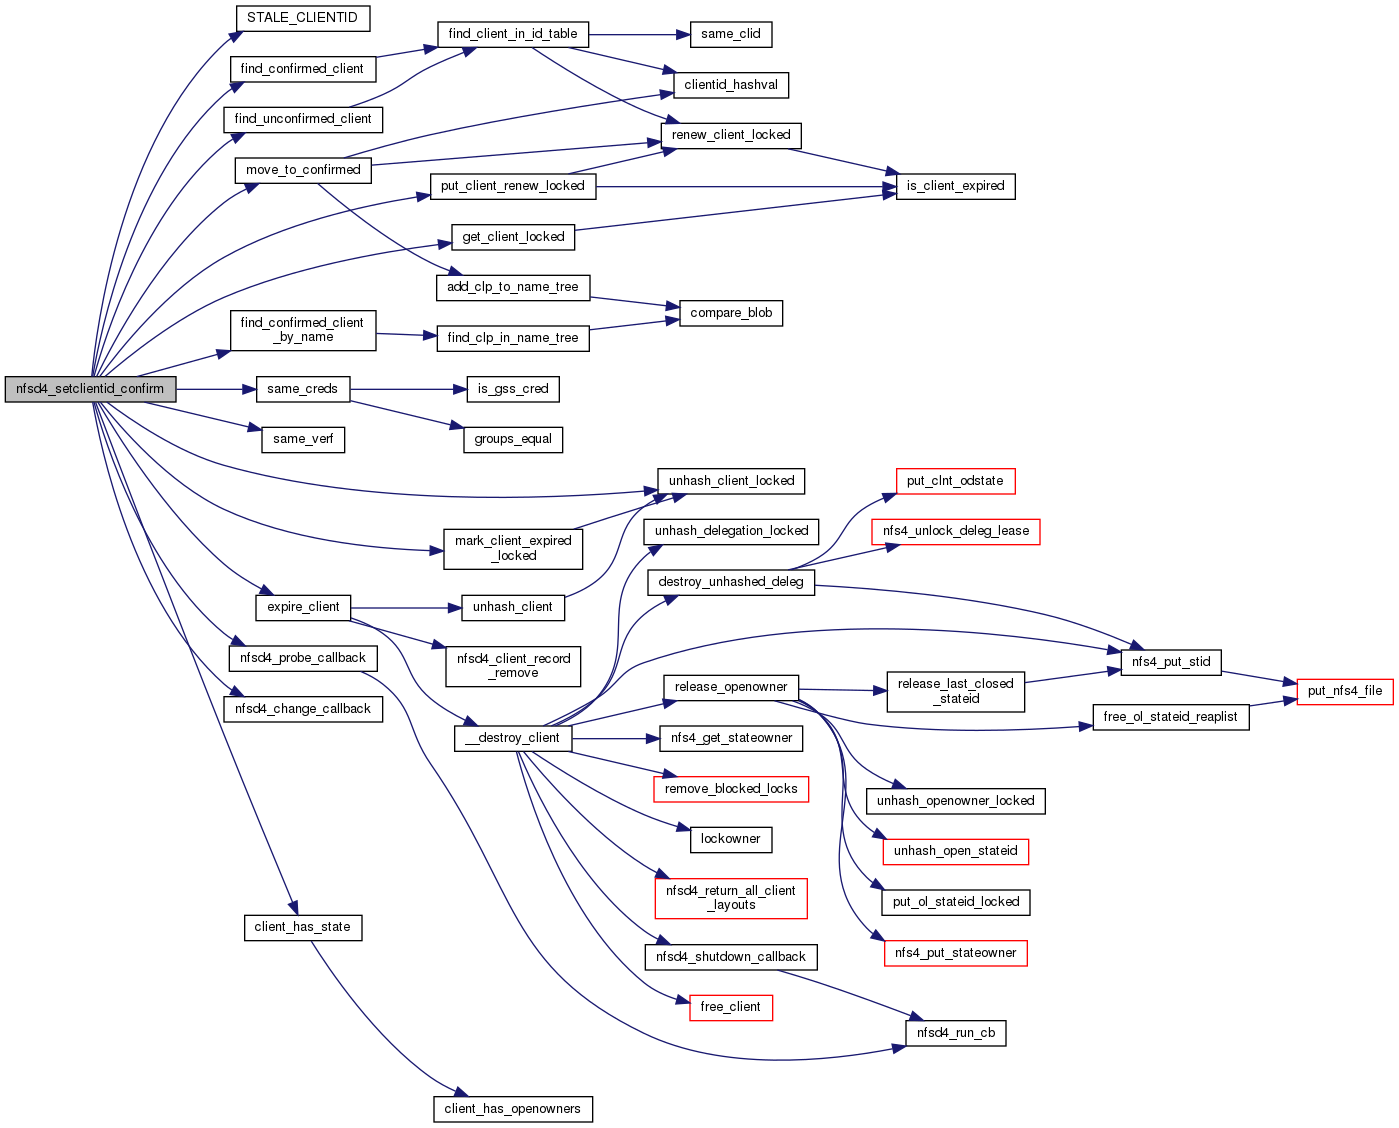 STALE_CLIENTID
find_client_in_id_table
same_clid
find_confirmed_client
clientid_hashval
find_unconfirmed_client
renew_client_locked
move_to_confirmed
put_client_renew_locked
is_client_expired
get_client_locked
add_clp_to_name_tree
compare_blob
find_confirmed_client
_by_name
find_clp_in_name_tree
nfsd4_setclientid_confirm
same_creds
is_gss_cred
same_verf
groups_equal
unhash_client_locked
put_clnt_odstate
unhash_delegation_locked
nfs4_unlock_deleg_lease
mark_client_expired
_locked
destroy_unhashed_deleg
expire_client
unhash_client
nfsd4_probe_callback
nfsd4_client_record
_remove
nfs4_put_stid
release_openowner
release_last_closed
_stateid
put_nfs4_file
nfsd4_change_callback
free_ol_stateid_reaplist
__destroy_client
nfs4_get_stateowner
remove_blocked_locks
unhash_openowner_locked
lockowner
unhash_open_stateid
nfsd4_return_all_client
_layouts
put_ol_stateid_locked
client_has_state
nfsd4_shutdown_callback
nfs4_put_stateowner
free_client
nfsd4_run_cb
client_has_openowners